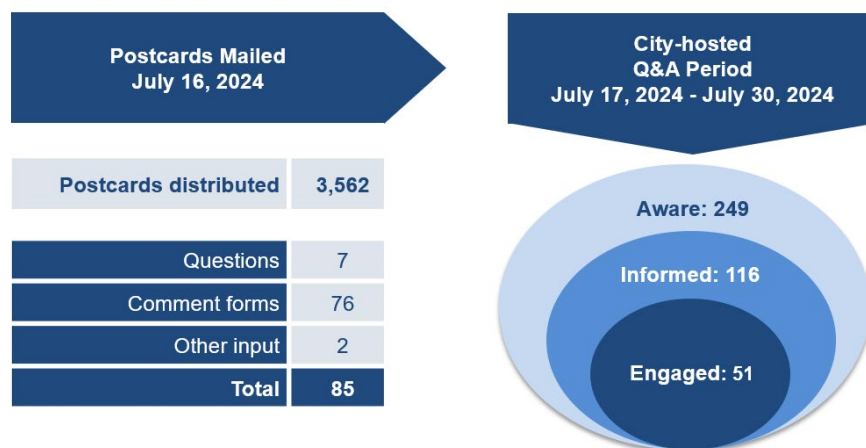 Postcards Mailed
July 16, 2024
City-hosted
Q&A Period
July 17, 2024 - July 30, 2024
Postcards distributed 3,562
Questions 7
Comment forms 76
Other input 2
Total 85
Aware: 249
Informed: 116
Engaged: 51